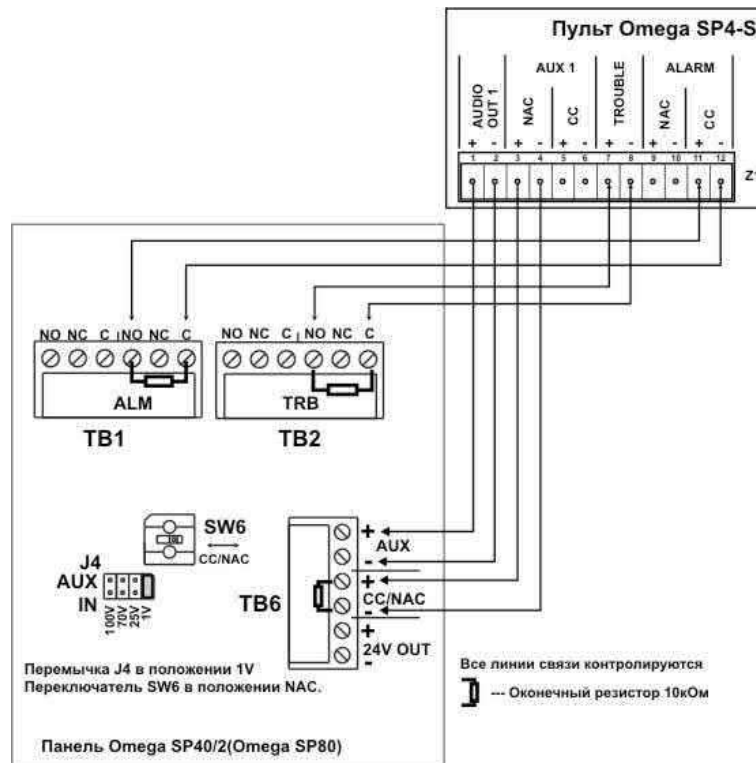 Пульт Omega SP4-S
AUX 1 ALARM
AUDIO OUT 1 NAC CC TROUBLE NAC CC
+ - + - + - + - + - + -
1 2 3 4 5 6 7 8 9 10 11 12
NO NC C NO NC C
ALM
TB1
NO NC C NO NC C
TRB
TB2
SW6
CC/NAC
J4
AUX
IN
100V 70V 25V 1V
TB6
+
AUX
-
+
CC/NAC
-
+
24V OUT
-
Перемычка J4 в положении 1V
Переключатель SW6 в положении NAC.
Все линии связи контролируются
--- Оконечный резистор 10кОм
Панель Omega SP40/2(Omega SP80)